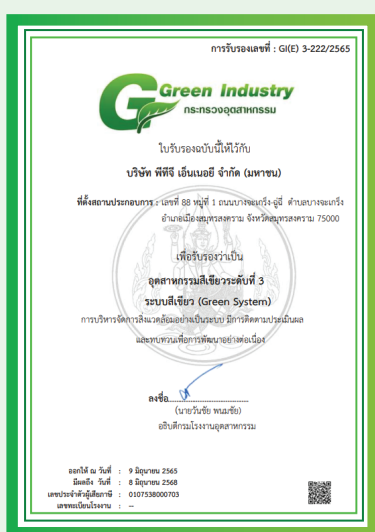 การรับรองเลขที่ : GI(E) 3-222/2565
Green Industry
กระทรวงอุตสาหกรรม
ใบรับรองฉบับนี้ให้ไว้กับ
บริษัท พีทีจี เอ็นเนอยี จำกัด (มหาชน)
ที่ตั้งสถานประกอบการ : เลขที่ 88 หมู่ที่ 1 ถนนบางจะเกร็ง-ฉู่ฉี่ ตำบลบางจะเกร็ง
อำเภอเมืองสมุทรสงคราม จังหวัดสมุทรสงคราม 75000
เพื่อรับรองว่าเป็น
อุตสาหกรรมสีเขียวระดับที่ 3
ระบบสีเขียว (Green System)
การบริหารจัดการสิ่งแวดล้อมอย่างเป็นระบบ มีการติดตามประเมินผล
และทบทวนเพื่อการพัฒนาอย่างต่อเนื่อง
ลงชื่อ
(นายวันชัย พนมชัย)
อธิบดีกรมโรงงานอุตสาหกรรม
ออกให้ ณ วันที่ : 9 มิถุนายน 2565
มีผลถึง วันที่ : 8 มิถุนายน 2568
เลขประจำตัวผู้เสียภาษี : 0107538000703
เลขทะเบียนโรงงาน : --